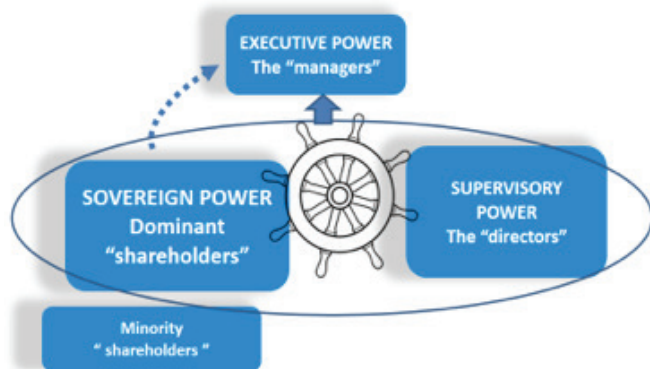 EXECUTIVE POWER
The “managers”
SOVEREIGN POWER
Dominant
“shareholders”
SUPERVISORY
POWER
The “directors”
Minority
“ shareholders ”